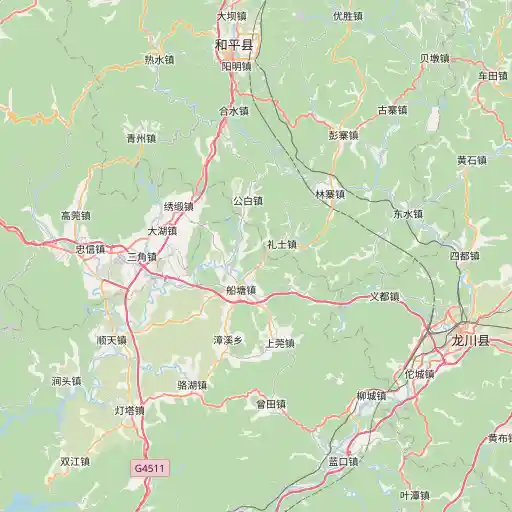 大坝镇
优胜镇
和平县
热水镇
贝墩镇
阳明镇
车田镇
合水镇
古寨镇
青州镇
彭寨镇
黄石镇
林寨镇
公白镇
绣缎镇
高莞镇
东水镇
大湖镇
忠信镇
礼士镇
三角镇
四都镇
船塘镇
义都镇
顺天镇
漳溪乡
上莞镇
龙川县
佗城镇
涧头镇
骆湖镇
柳城镇
灯塔镇
曾田镇
黄布镇
双江镇
蓝口镇
G4511
叶潭镇